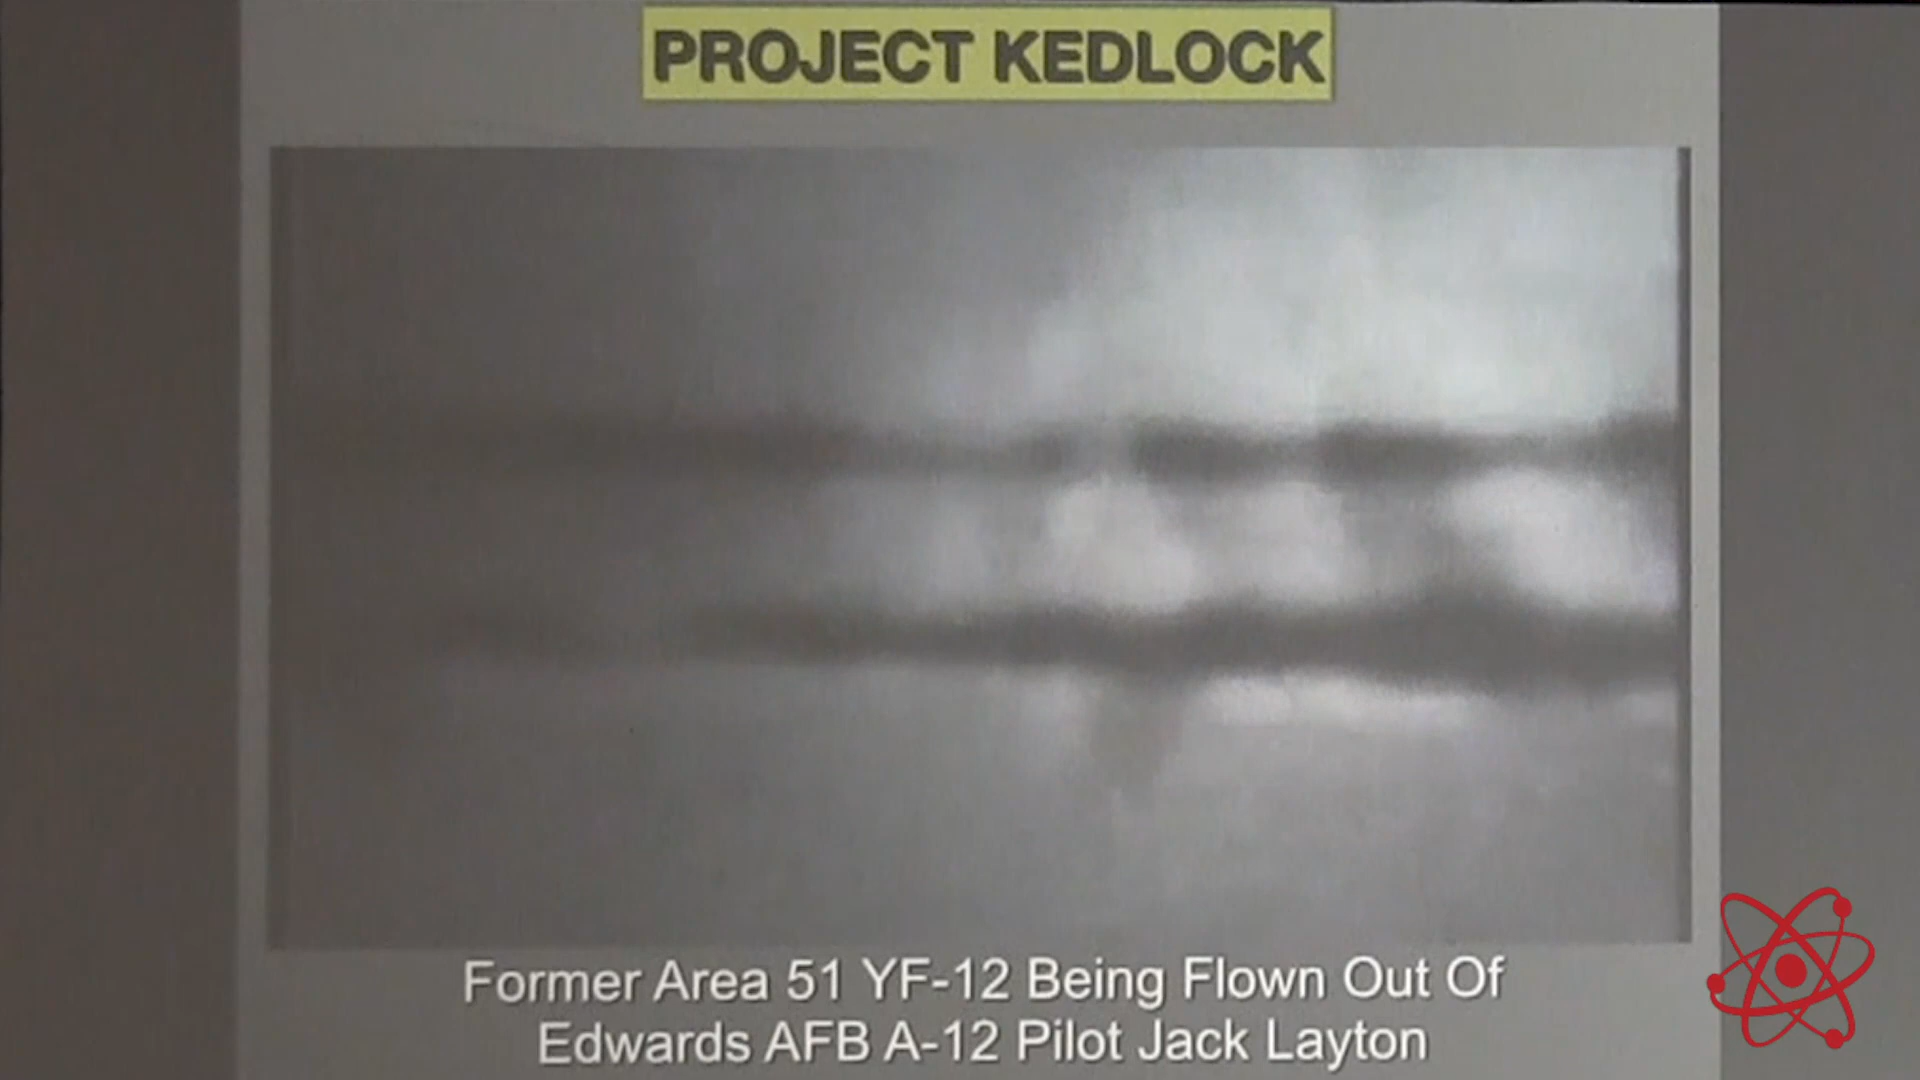 PROJECT KEDLOCK
Former Area 51 YF-12 Being Flown Out Of
Edwards AFB A-12 Pilot Jack Layton